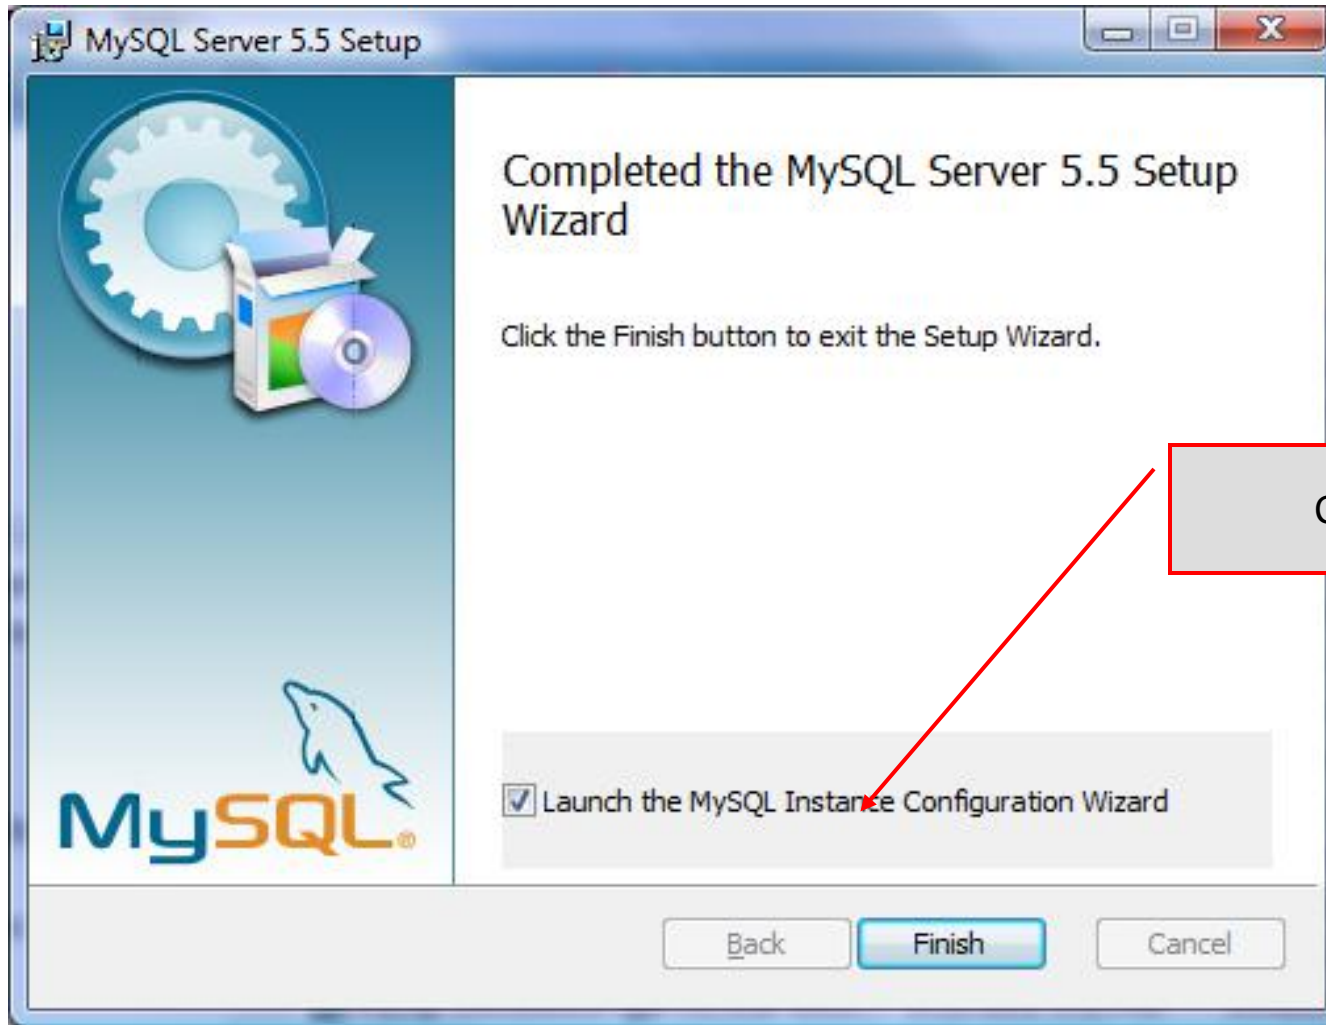 MySQL Server 5.5 Setup
Completed the MySQL Server 5.5 Setup
Wizard
Click the Finish button to exit the Setup Wizard.
Launch the MySQL Instance Configuration Wizard
MySQL®
Back
Finish
Cancel